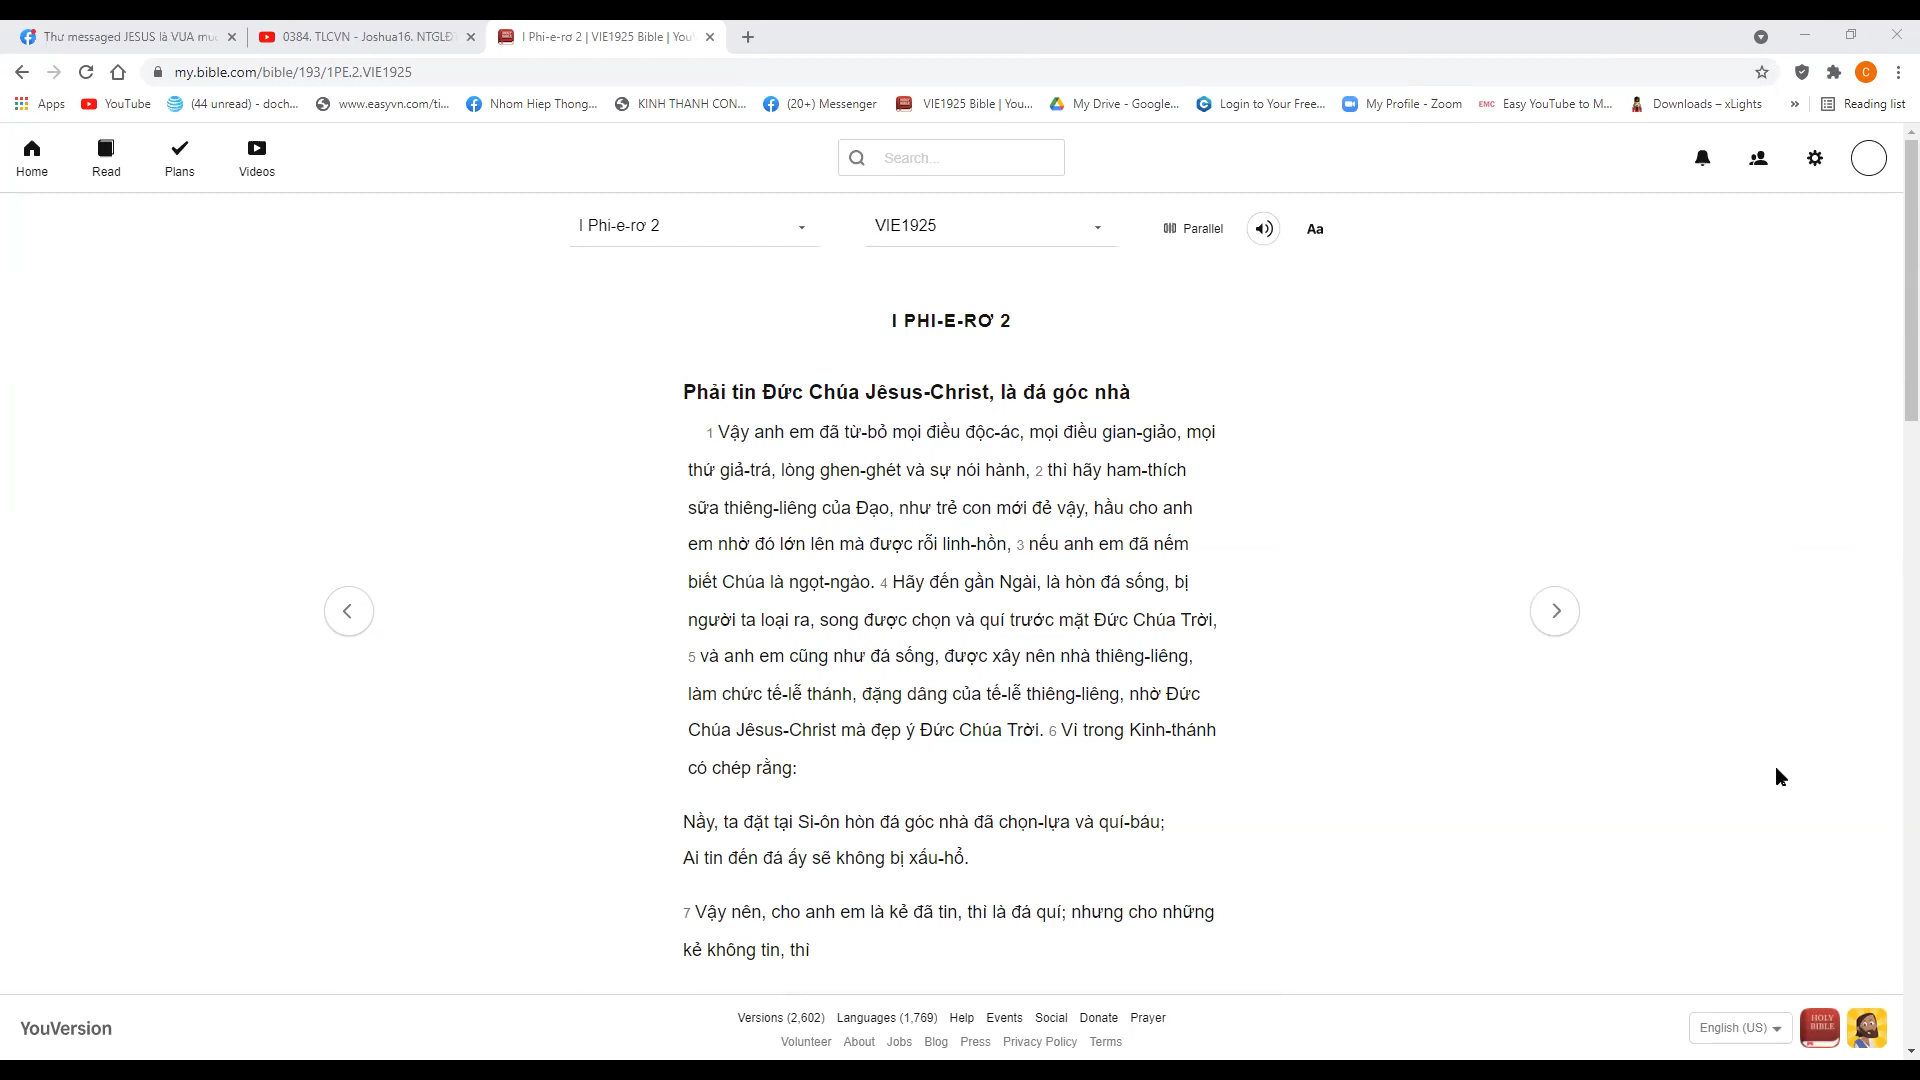 Thư messaged JESUS là VUA mu
0384. TLCVN - Joshua16. NTGLĐT
I Phi-e-rơ 2 | VIE1925 Bible | You
my.bible.com/bible/193/1PE.2.VIE1925
Apps YouTube (44 unread) - doch... www.easyvn.com/ti... Nhom Hiep Thong... KINH THANH CON... (20+) Messenger VIE1925 Bible | You... My Drive - Google... Login to Your Free... My Profile - Zoom EMC Easy YouTube to M... Downloads – xLights » Reading list
Home Read Plans Videos
Search...
I Phi-e-rơ 2 VIE1925 Parallel Aa
I PHI-E-RƠ 2
Phải tin Đức Chúa Jêsus-Christ, là đá góc nhà
1 Vậy anh em đã từ-bỏ mọi điều độc-ác, mọi điều gian-giảo, mọi
thứ giả-trá, lòng ghen-ghét và sự nói hành, 2 thì hãy ham-thích
sữa thiêng-liêng của Đạo, như trẻ con mới đẻ vậy, hầu cho anh
em nhờ đó lớn lên mà được rỗi linh-hồn, 3 nếu anh em đã nếm
biết Chúa là ngọt-ngào. 4 Hãy đến gần Ngài, là hòn đá sống, bị
người ta loại ra, song được chọn và quí trước mặt Đức Chúa Trời,
5 và anh em cũng như đá sống, được xây nên nhà thiêng-liêng,
làm chức tế-lễ thánh, đặng dâng của tế-lễ thiêng-liêng, nhờ Đức
Chúa Jêsus-Christ mà đẹp ý Đức Chúa Trời. 6 Vì trong Kinh-thánh
có chép rằng:
Nầy, ta đặt tại Si-ôn hòn đá góc nhà đã chọn-lựa và quí-báu;
Ai tin đến đá ấy sẽ không bị xấu-hổ.
7 Vậy nên, cho anh em là kẻ đã tin, thì là đá quí; nhưng cho những
kẻ không tin, thì
YouVersion
Versions (2,602) Languages (1,769) Help Events Social Donate Prayer
Volunteer About Jobs Blog Press Privacy Policy Terms
English (US)
HOLY
BIBLE